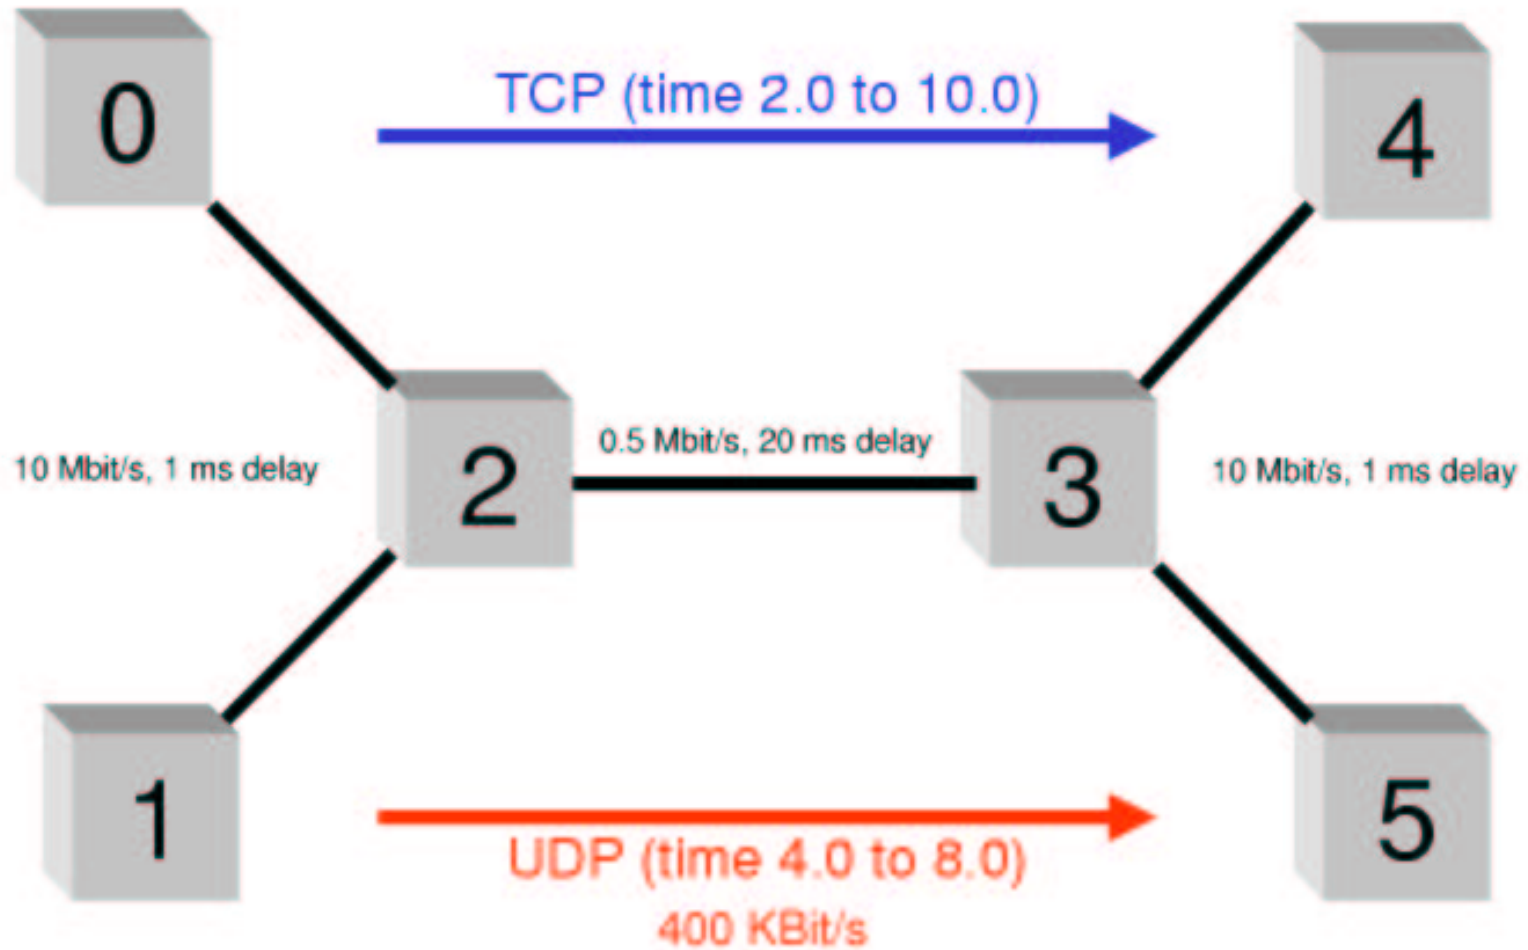 0
TCP (time 2.0 to 10.0)
4
10 Mbit/s, 1 ms delay
2
0.5 Mbit/s, 20 ms delay
3
10 Mbit/s, 1 ms delay
1
UDP (time 4.0 to 8.0)
400 KBit/s
5